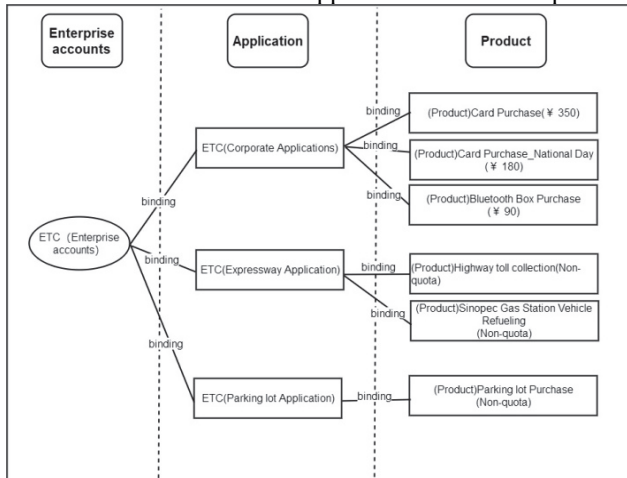 Enterprise
accounts
Application
Product
binding
(Product)Card Purchase(¥ 350)
ETC(Corporate Applications)
binding
(Product)Card Purchase_National Day
(¥ 180)
binding
(Product)Bluetooth Box Purchase
(¥ 90)
binding
ETC (Enterprise
accounts)
binding
ETC(Expressway Application)
binding
(Product)Highway toll collection(Non-
quota)
binding
(Product)Sinopec Gas Station Vehicle
Refueling
(Non-quota)
binding
ETC(Parking lot Application)
binding
(Product)Parking lot Purchase
(Non-quota)